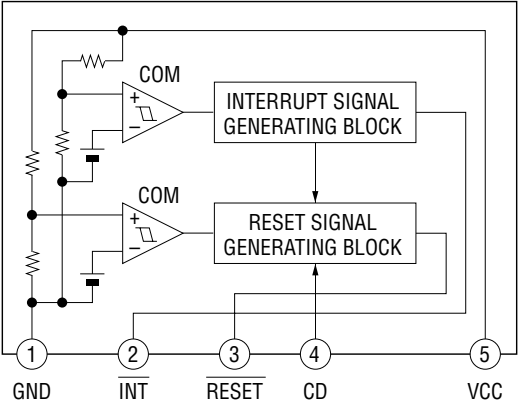 COM
+
−
INTERRUPT SIGNAL
GENERATING BLOCK
COM
+
−
RESET SIGNAL
GENERATING BLOCK
1 2 3 4 5
GND INT RESET CD VCC